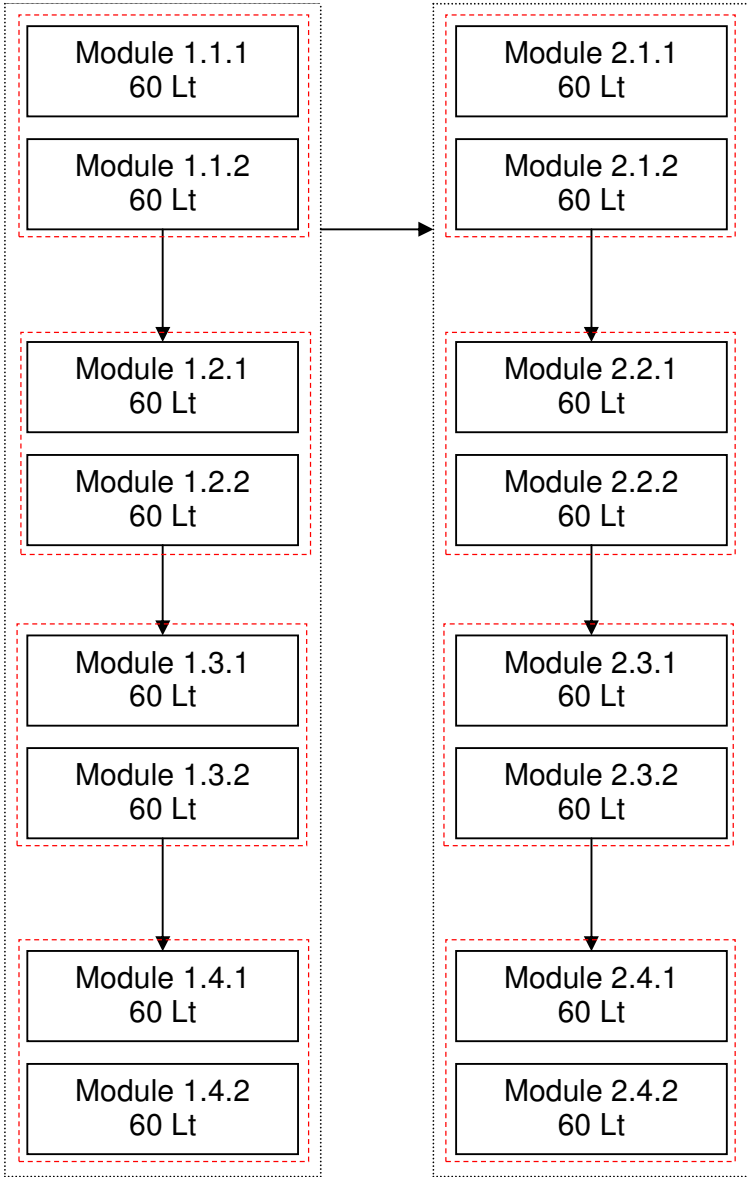 Module 1.1.1
60 Lt
Module 1.1.2
60 Lt
Module 1.2.1
60 Lt
Module 1.2.2
60 Lt
Module 1.3.1
60 Lt
Module 1.3.2
60 Lt
Module 1.4.1
60 Lt
Module 1.4.2
60 Lt
Module 2.1.1
60 Lt
Module 2.1.2
60 Lt
Module 2.2.1
60 Lt
Module 2.2.2
60 Lt
Module 2.3.1
60 Lt
Module 2.3.2
60 Lt
Module 2.4.1
60 Lt
Module 2.4.2
60 Lt